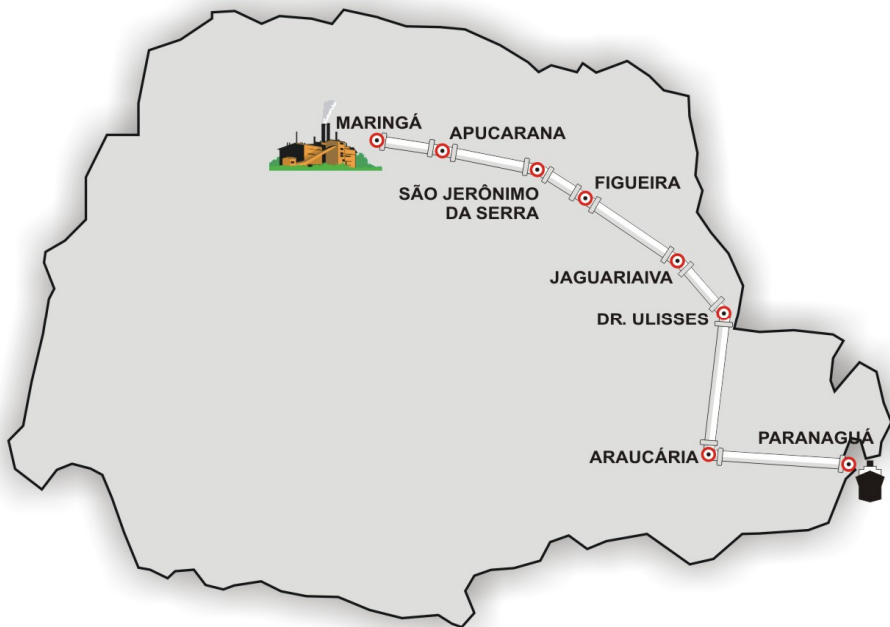 MARINGÁ
APUCARANA
SÃO JERÔNIMO
DA SERRA
FIGUEIRA
JAGUARIAIVA
DR. ULISSES
PARANAGUÁ
ARAUCÁRIA